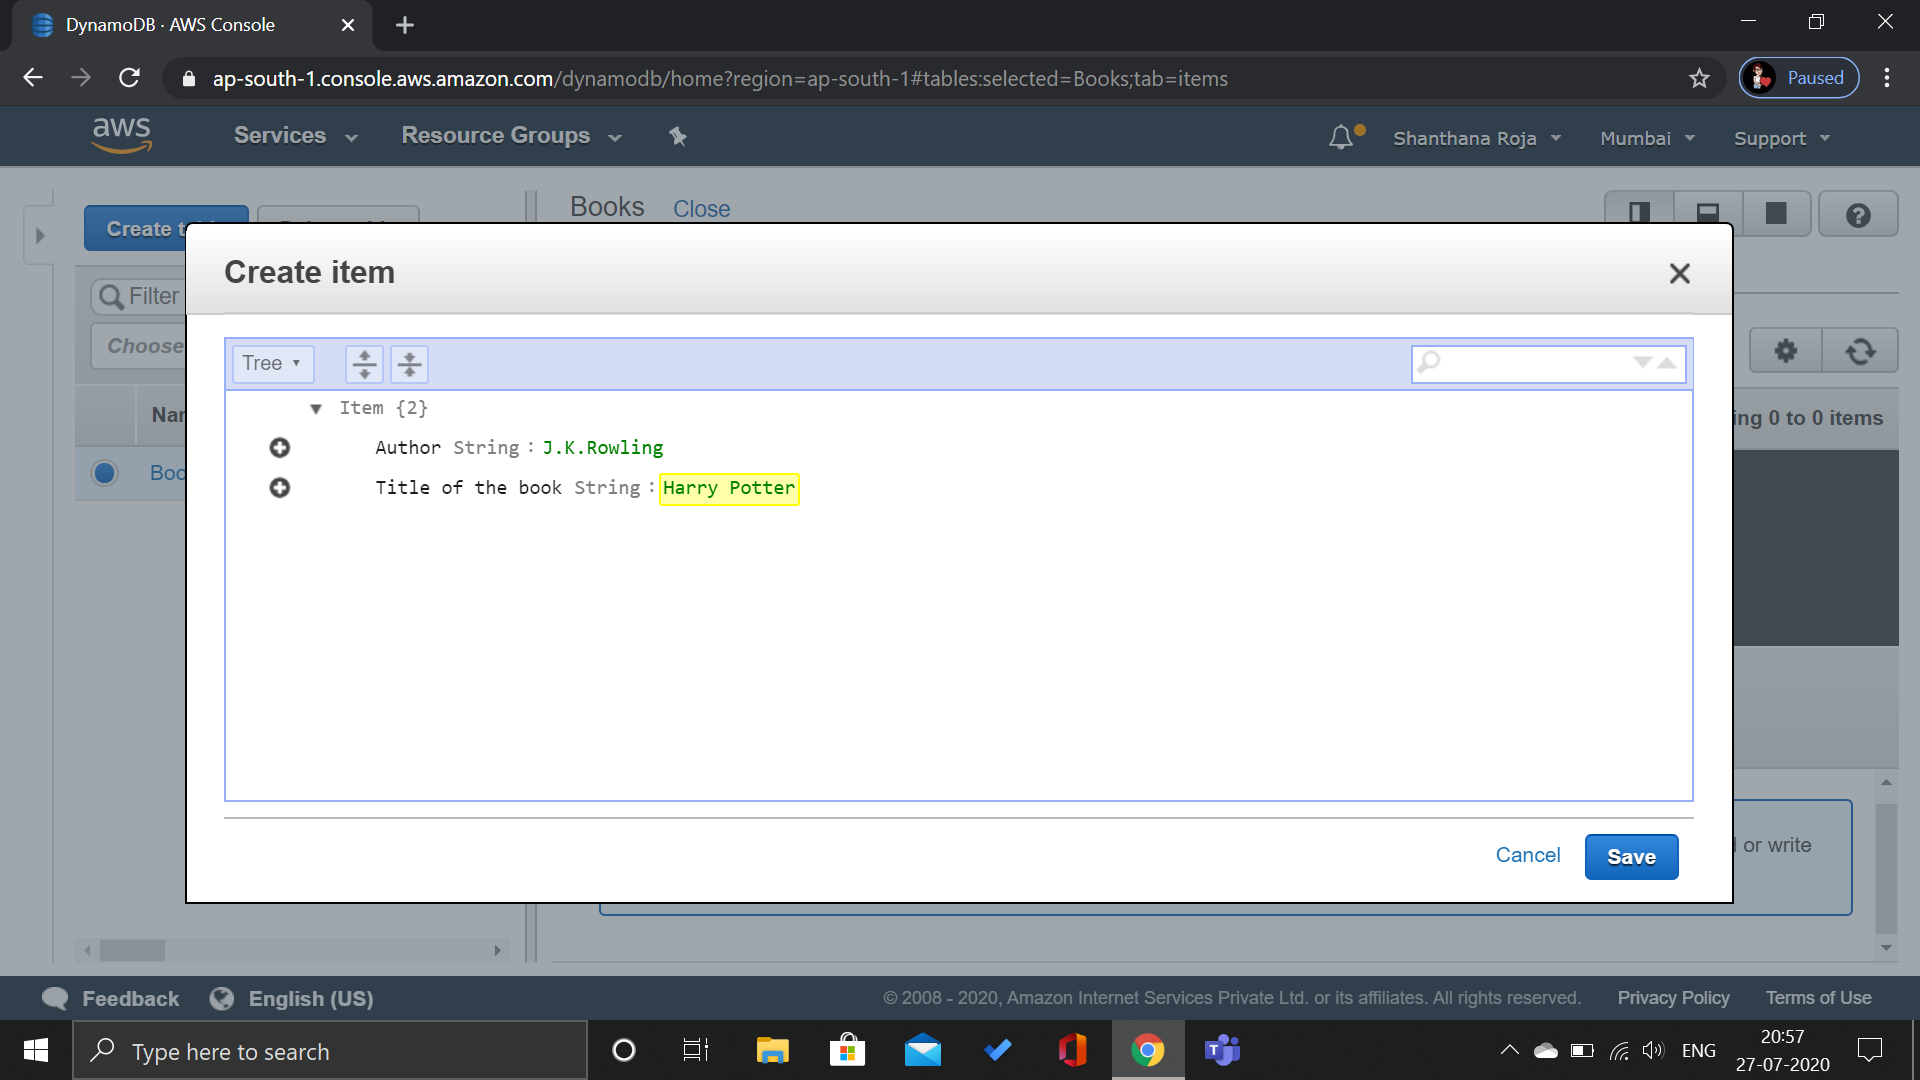 DynamoDB · AWS Console
ap-south-1.console.aws.amazon.com/dynamodb/home?region=ap-south-1#tables:selected=Books;tab=items
Paused
aws
Services
Resource Groups
Shanthana Roja
Mumbai
Support
Books
Close
Create
Create item
Filter
Choose
Tree
Item {2}
Author String : J.K.Rowling
Title of the book String : Harry Potter
0 to 0 items
or write
Cancel
Save
Feedback
English (US)
© 2008 - 2020, Amazon Internet Services Private Ltd. or its affiliates. All rights reserved.
Privacy Policy
Terms of Use
Type here to search
ENG
20:57
27-07-2020